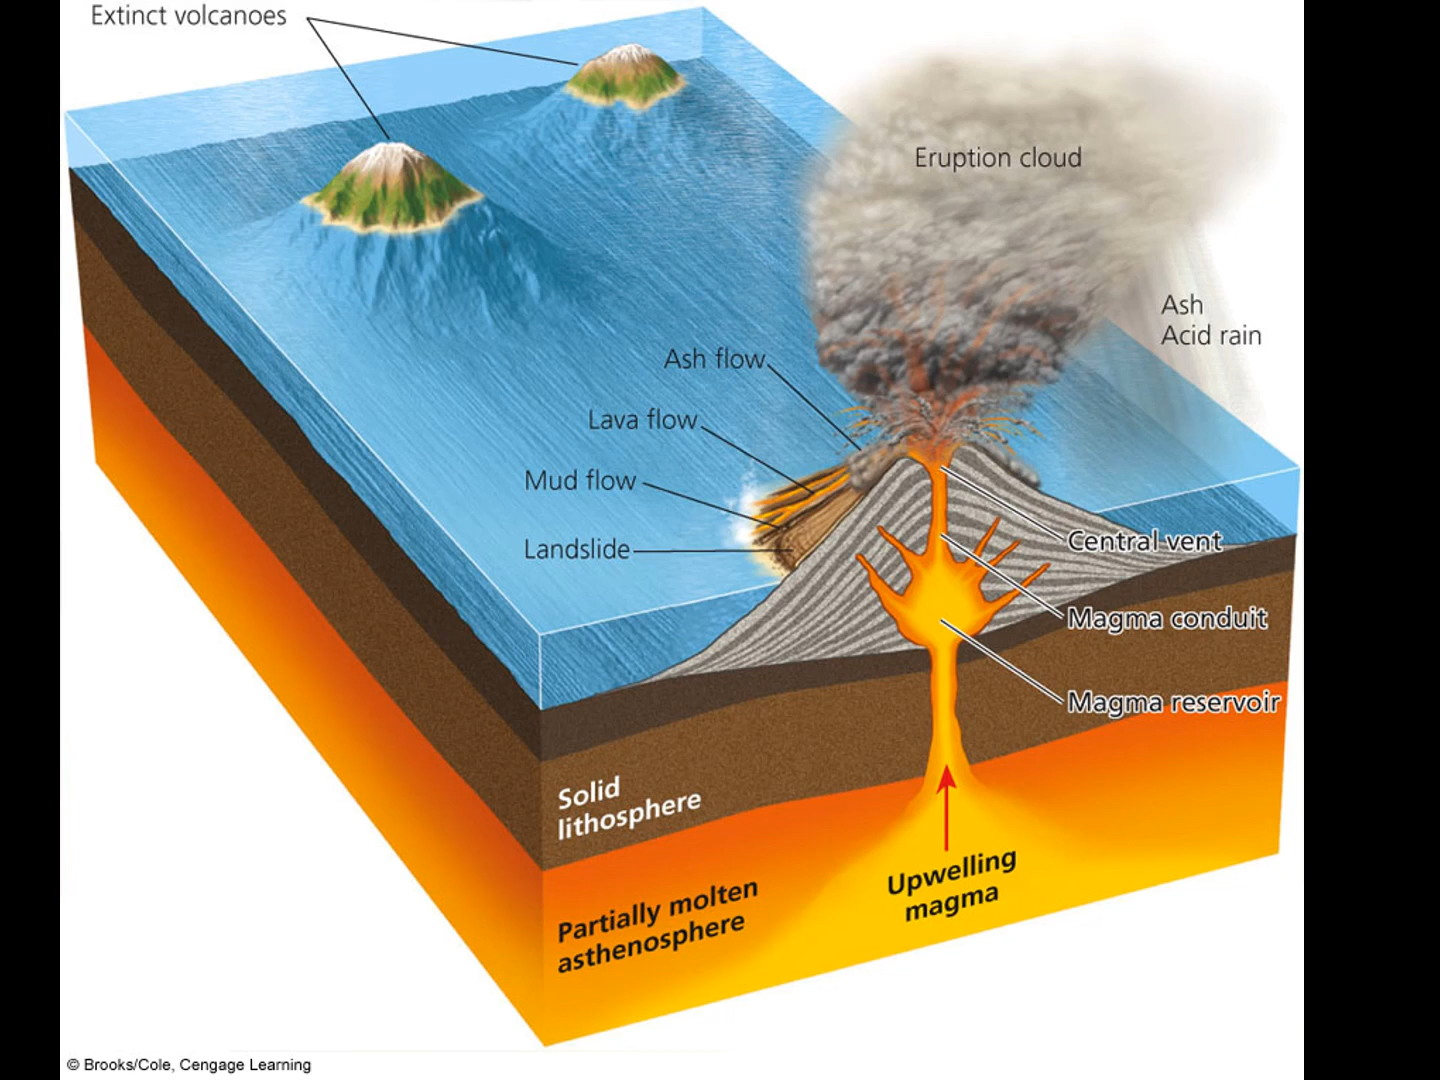 Extinct volcanoes
Eruption cloud
Ash
Acid rain
Ash flow
Lava flow
Mud flow
Landslide
Central vent
Magma conduit
Magma reservoir
Solid
lithosphere
Upwelling
magma
Partially molten
asthenosphere
© Brooks/Cole, Cengage Learning